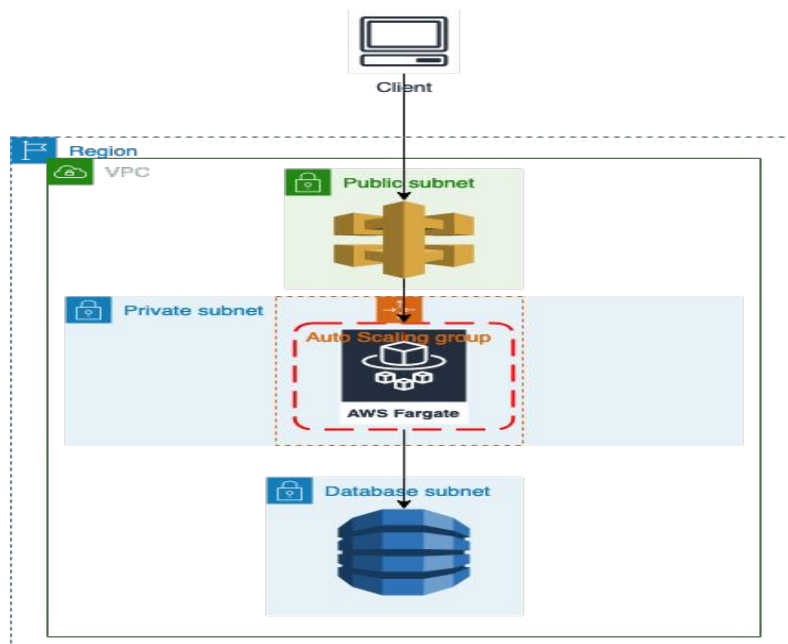 Client
Region
VPC
Public subnet
Private subnet
Auto Scaling group
AWS Fargate
Database subnet